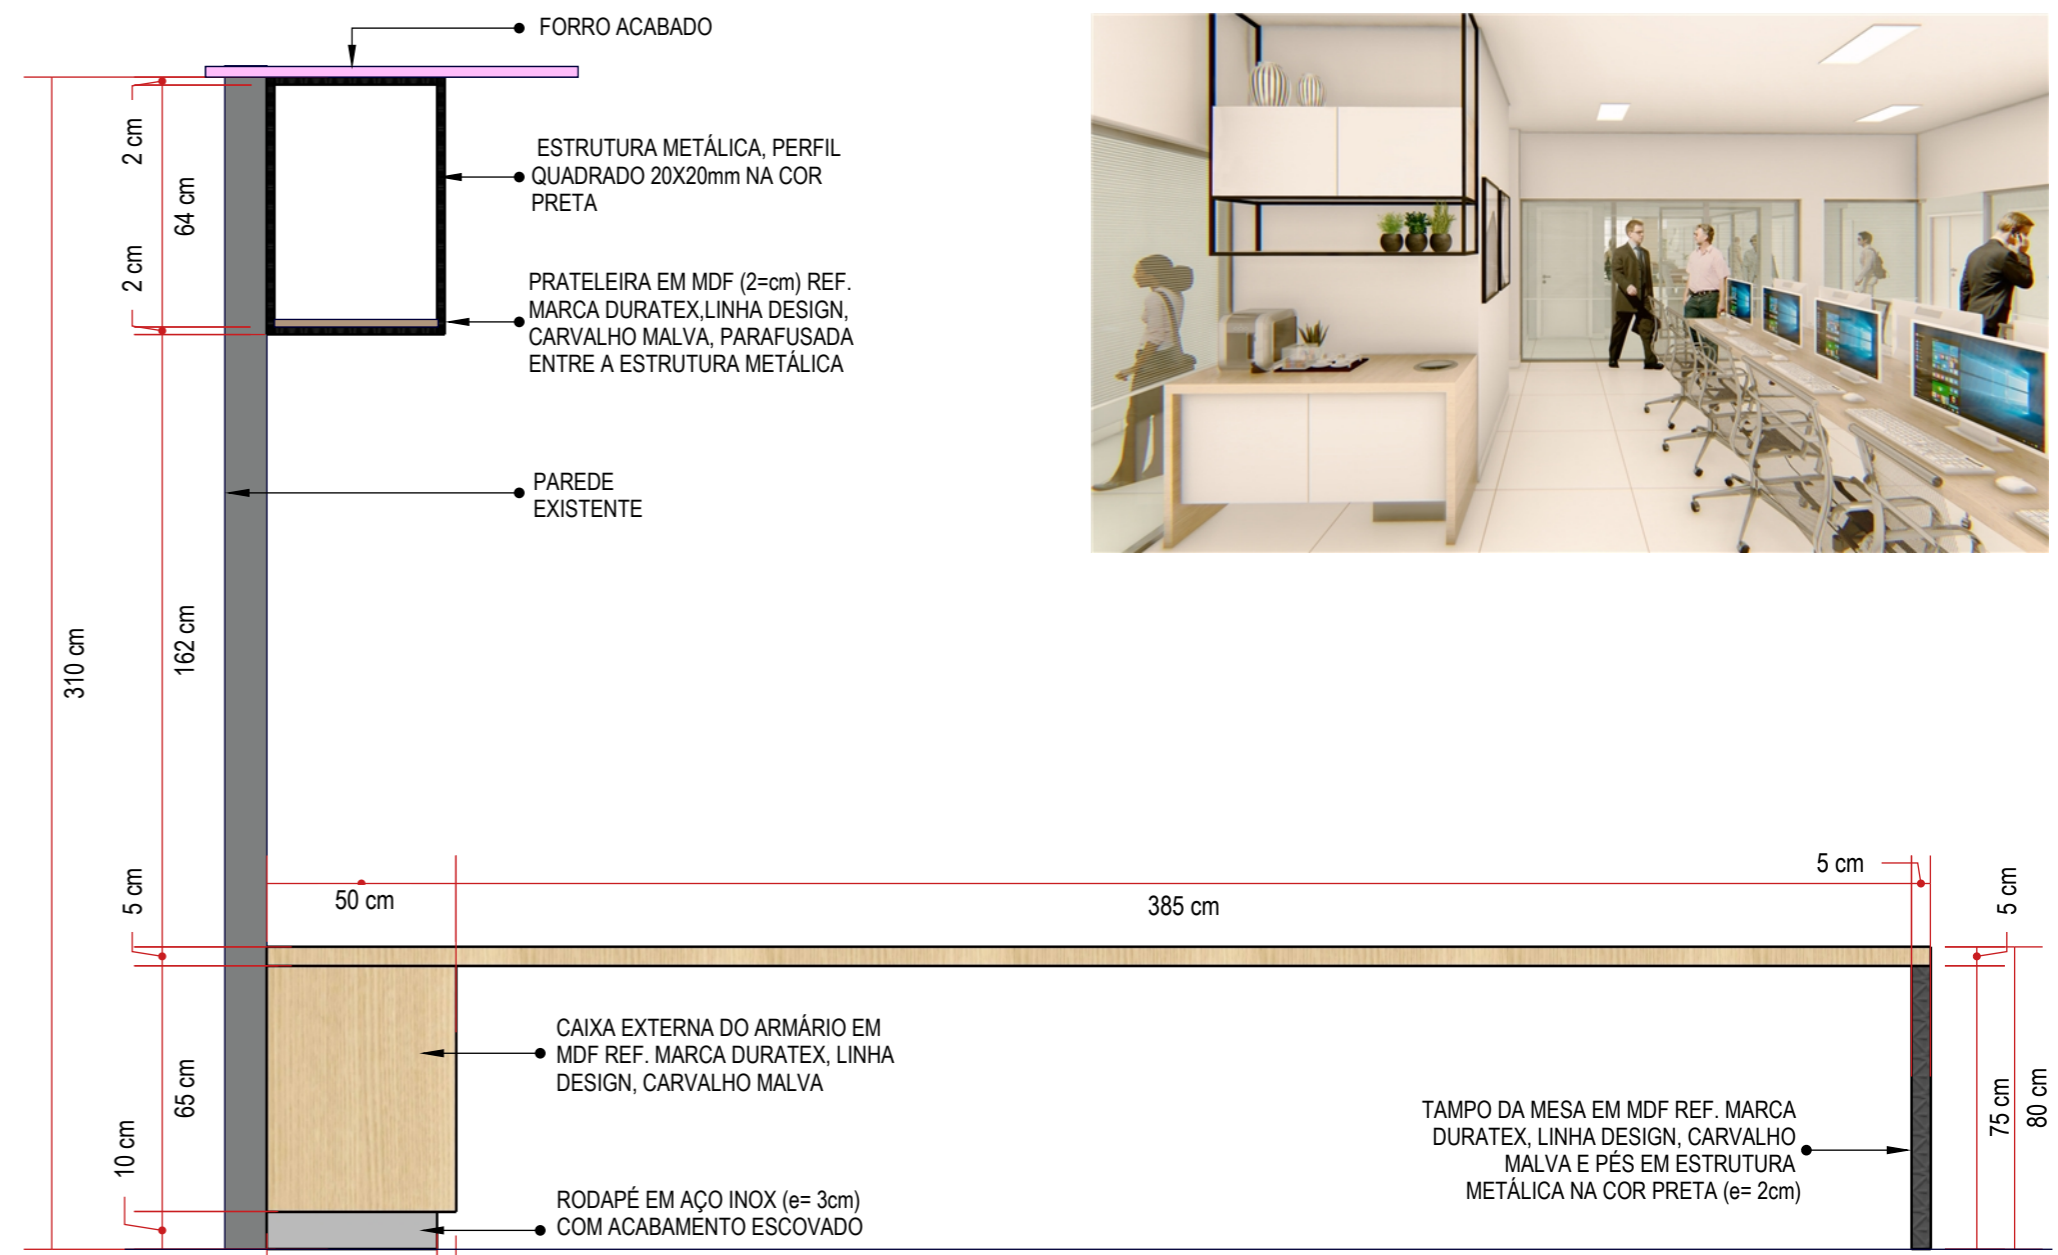 FORRO ACABADO
2 cm
64 cm
2 cm
ESTRUTURA METÁLICA, PERFIL
QUADRADO 20X20mm NA COR
PRETA
PRATELEIRA EM MDF (2=cm) REF.
MARCA DURATEX,LINHA DESIGN,
CARVALHO MALVA, PARAFUSADA
ENTRE A ESTRUTURA METÁLICA
PAREDE
EXISTENTE
310 cm
162 cm
5 cm
50 cm
385 cm
5 cm
5 cm
CAIXA EXTERNA DO ARMÁRIO EM
MDF REF. MARCA DURATEX, LINHA
DESIGN, CARVALHO MALVA
65 cm
10 cm
RODAPÉ EM AÇO INOX (e= 3cm)
COM ACABAMENTO ESCOVADO
TAMPO DA MESA EM MDF REF. MARCA
DURATEX, LINHA DESIGN, CARVALHO
MALVA E PÉS EM ESTRUTURA
METÁLICA NA COR PRETA (e= 2cm)
75 cm
80 cm